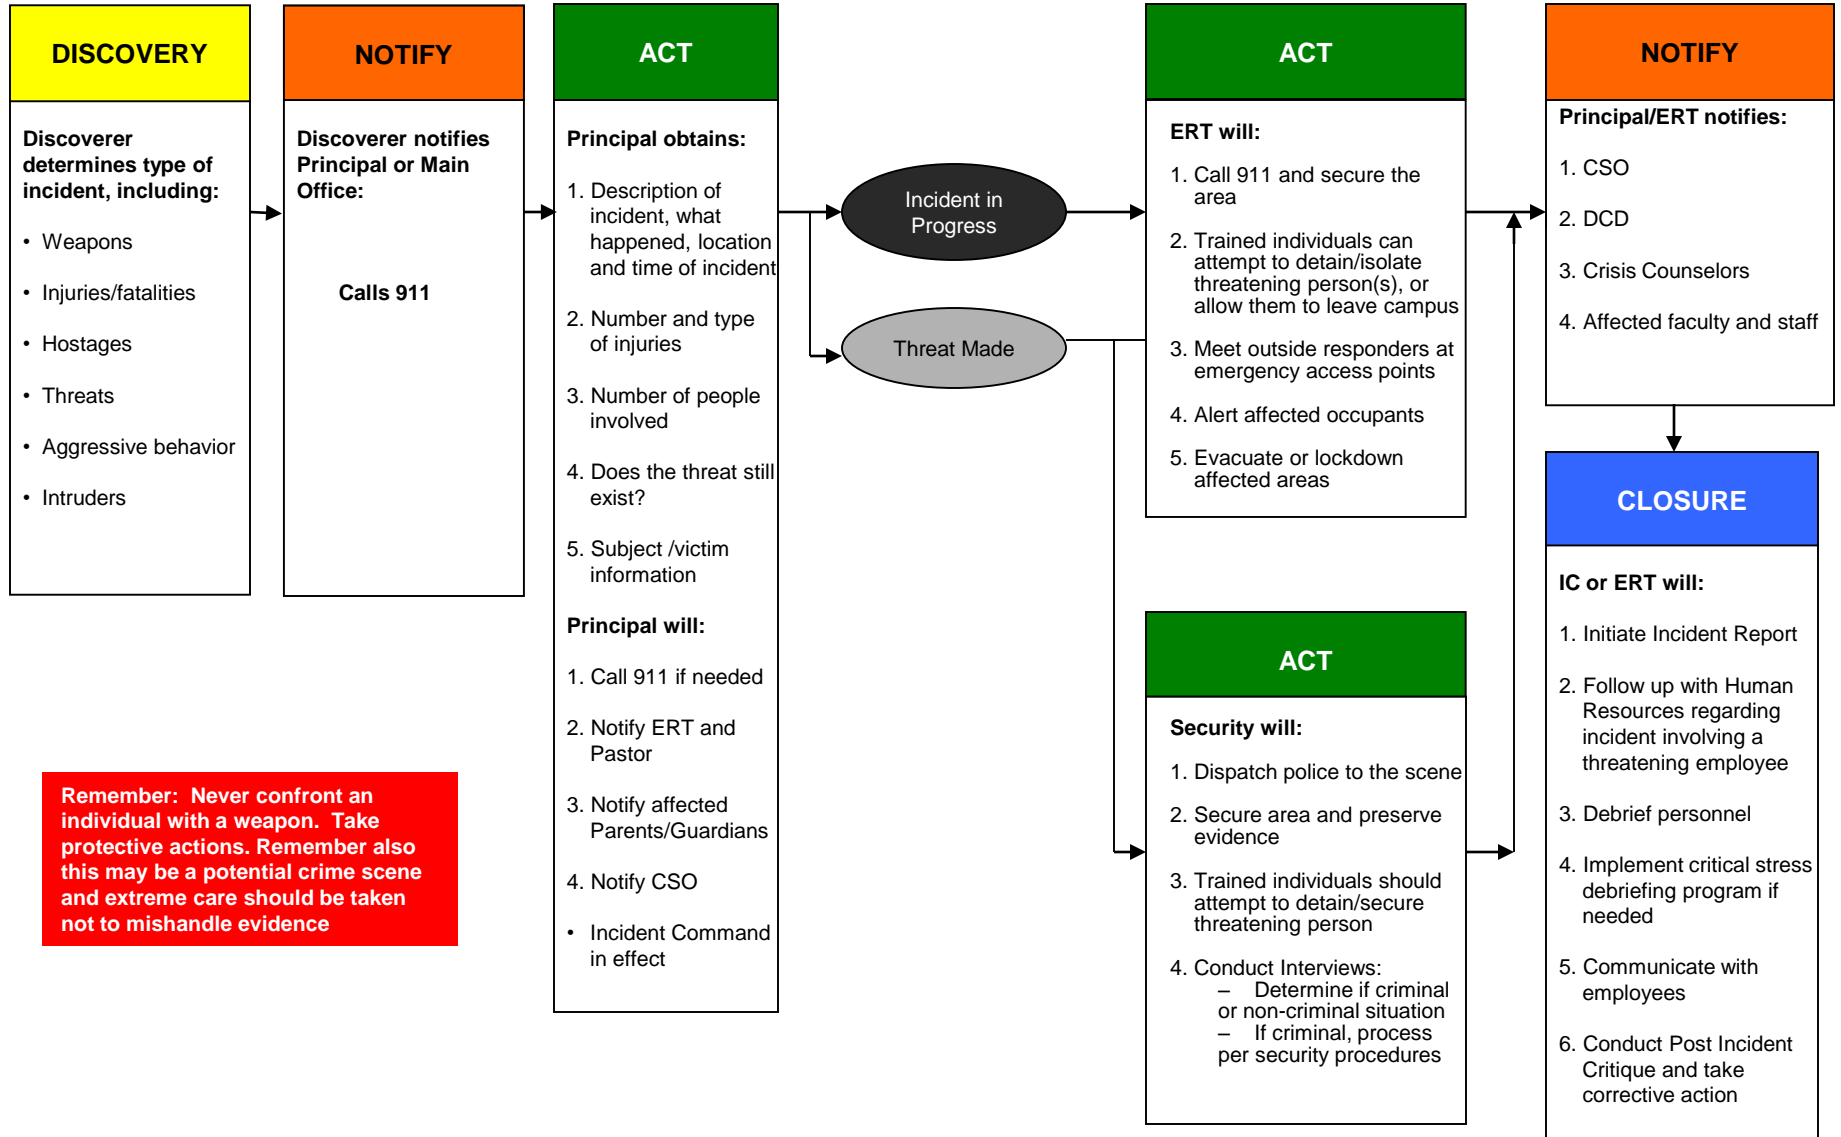 DISCOVERY
Discoverer
determines type of
incident, including:
• Weapons
• Injuries/fatalities
• Hostages
• Threats
• Aggressive behavior
• Intruders
NOTIFY
Discoverer notifies
Principal or Main
Office:
Calls 911
ACT
Principal obtains:
1. Description of
incident, what
happened, location
and time of incident
2. Number and type
of injuries
3. Number of people
involved
4. Does the threat still
exist?
5. Subject /victim
information
Principal will:
1. Call 911 if needed
2. Notify ERT and
Pastor
3. Notify affected
Parents/Guardians
4. Notify CSO
• Incident Command
in effect
Incident in
Progress
Threat Made
ACT
ERT will:
1. Call 911 and secure the
area
2. Trained individuals can
attempt to detain/isolate
threatening person(s), or
allow them to leave campus
3. Meet outside responders at
emergency access points
4. Alert affected occupants
5. Evacuate or lockdown
affected areas
ACT
Security will:
1. Dispatch police to the scene
2. Secure area and preserve
evidence
3. Trained individuals should
attempt to detain/secure
threatening person
4. Conduct Interviews:
– Determine if criminal
or non-criminal situation
– If criminal, process
per security procedures
NOTIFY
Principal/ERT notifies:
1. CSO
2. DCD
3. Crisis Counselors
4. Affected faculty and staff
CLOSURE
IC or ERT will:
1. Initiate Incident Report
2. Follow up with Human
Resources regarding
incident involving a
threatening employee
3. Debrief personnel
4. Implement critical stress
debriefing program if
needed
5. Communicate with
employees
6. Conduct Post Incident
Critique and take
corrective action
Remember: Never confront an
individual with a weapon. Take
protective actions. Remember also
this may be a potential crime scene
and extreme care should be taken
not to mishandle evidence